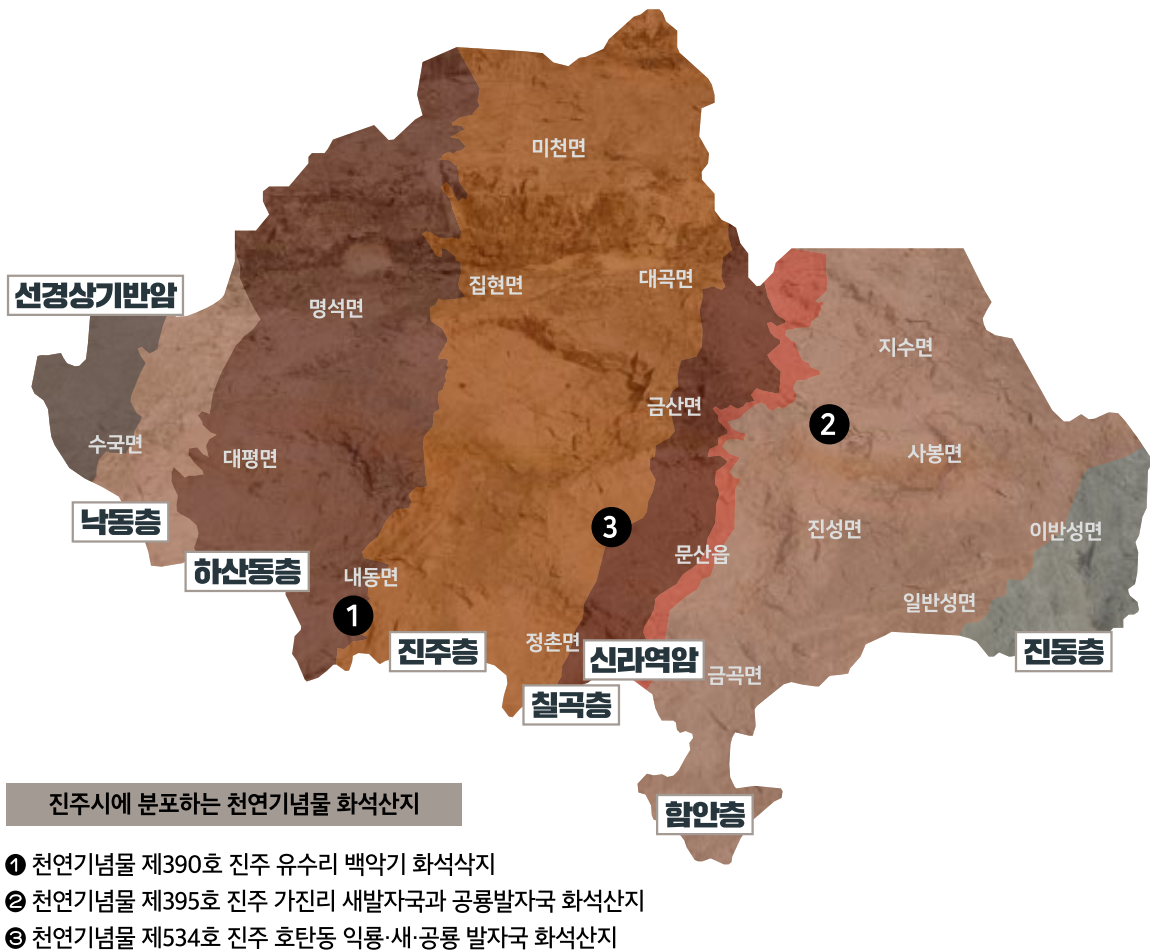 미천면
집현면
대곡면
선경상기반암
명석면
지수면
금산면
2
수국면
대평면
사봉면
낙동층
3
진성면
이반성면
문산읍
하산동층
내동면
일반성면
1
진주층
정촌면
신라역암
진동층
금곡면
칠곡층
함안층
진주시에 분포하는 천연기념물 화석산지
❶ 천연기념물 제390호 진주 유수리 백악기 화석삭지
❷ 천연기념물 제395호 진주 가진리 새발자국과 공룡발자국 화석산지
❸ 천연기념물 제534호 진주 호탄동 익룡·새·공룡 발자국 화석산지